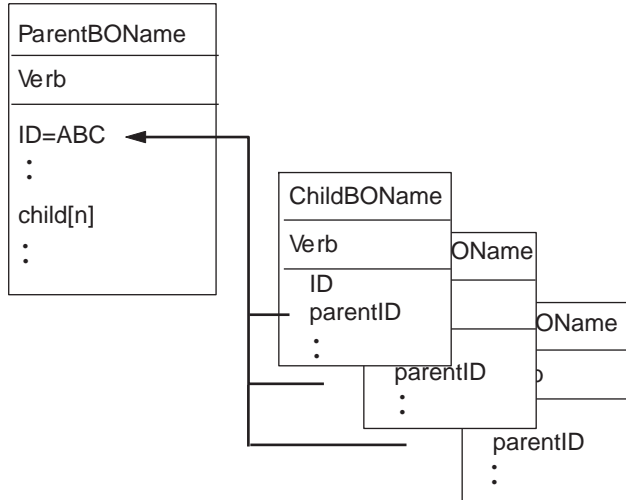 ParentBOName
Verb
ID=ABC
:
child[n]
:
ChildBOName
Verb
ID
parentID
:
OName
parentID
:
OName
parentID
: